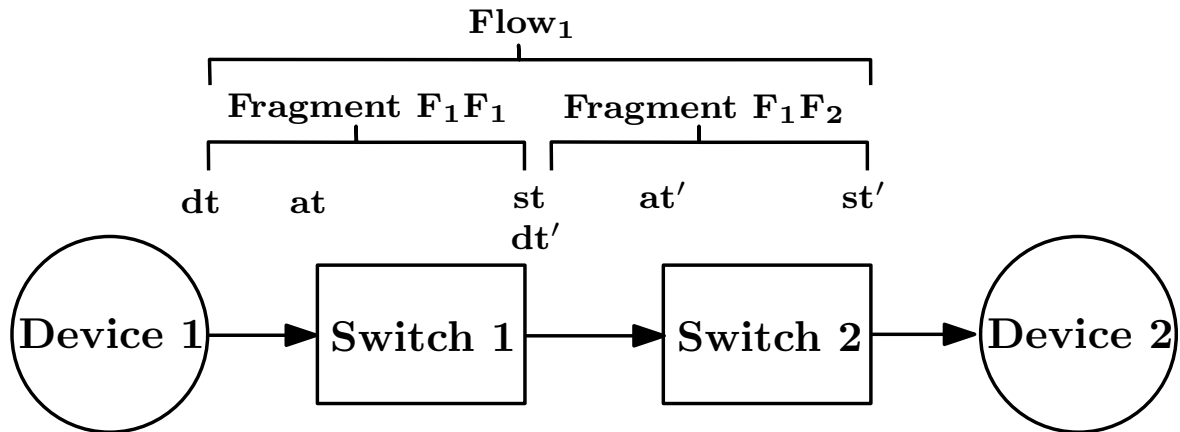 Flow₁
Fragment F₁F₁ Fragment F₁F₂
dt at st at′ st′
dt′
Device 1 Switch 1 Switch 2 Device 2